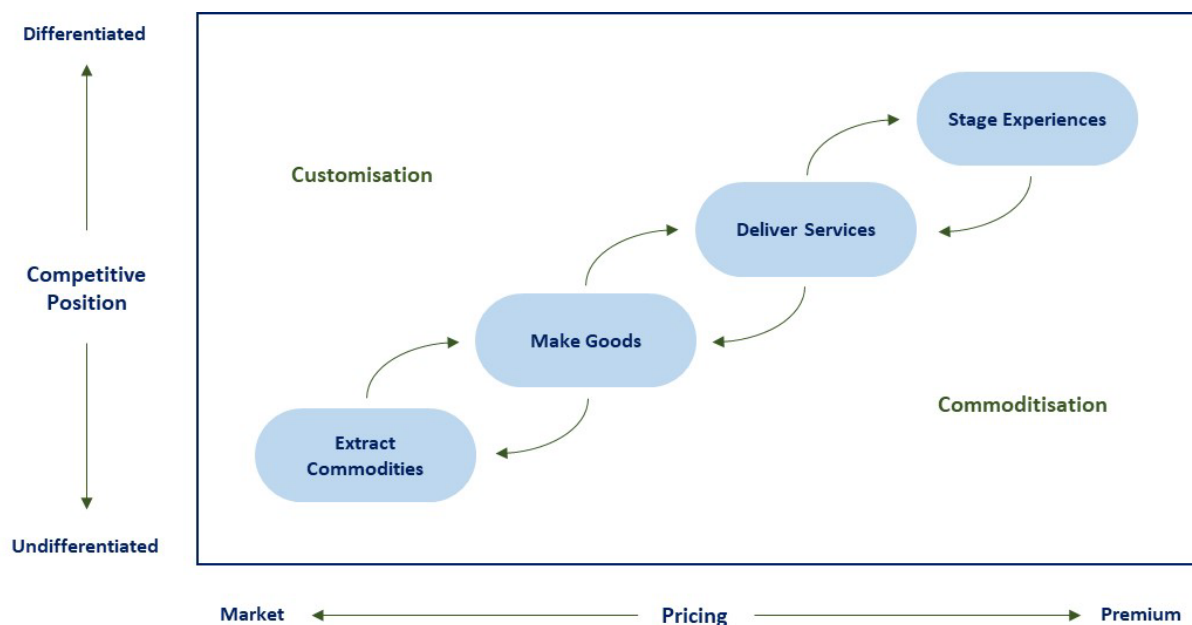 Differentiated
Stage Experiences
Customisation
Deliver Services
Competitive
Position
Make Goods
Commoditisation
Extract
Commodities
Undifferentiated
Market
Pricing
Premium